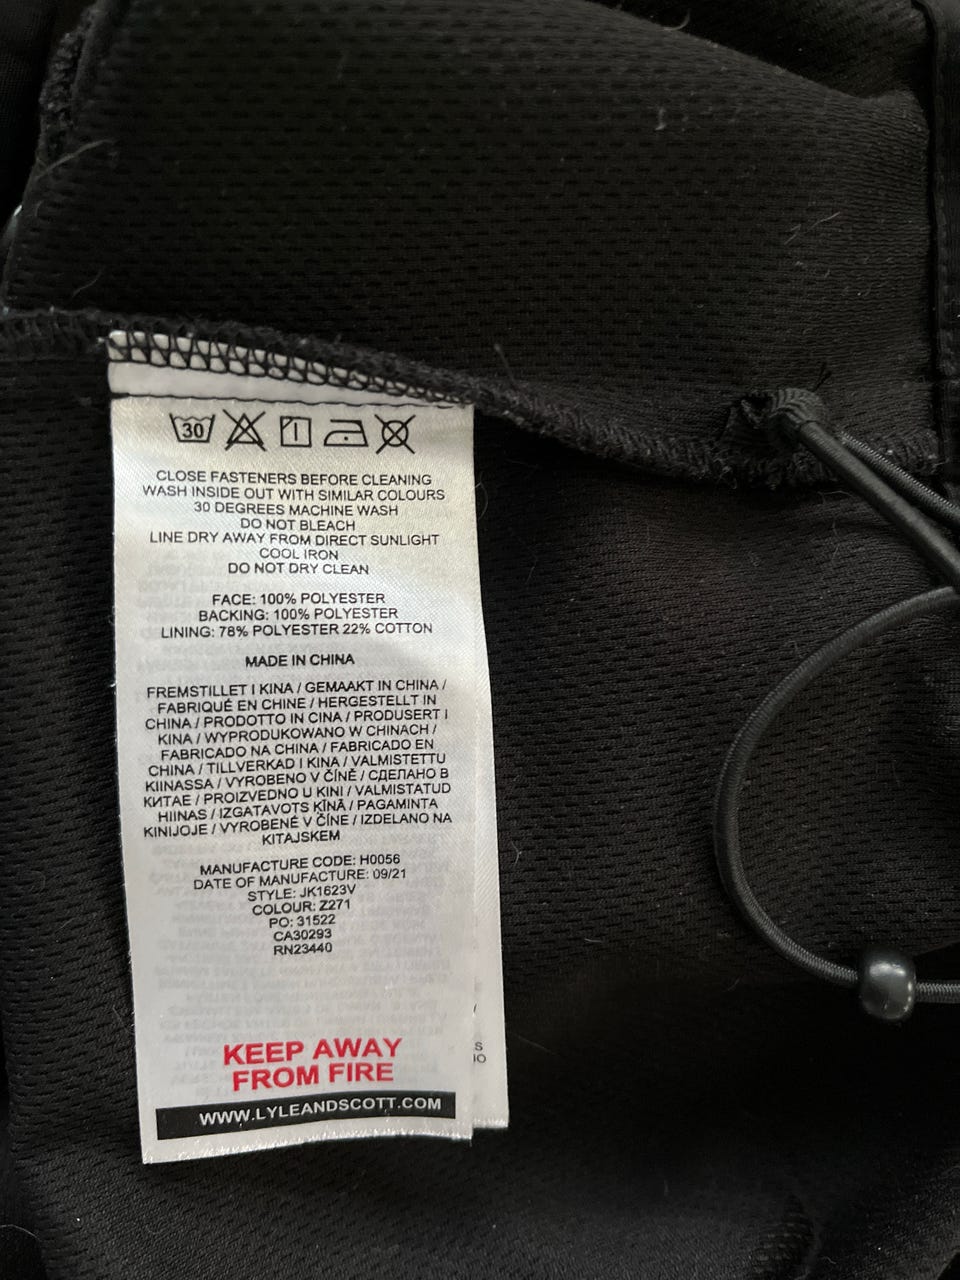 30
CLOSE FASTENERS BEFORE CLEANING
WASH INSIDE OUT WITH SIMILAR COLOURS
30 DEGREES MACHINE WASH
DO NOT BLEACH
LINE DRY AWAY FROM DIRECT SUNLIGHT
COOL IRON
DO NOT DRY CLEAN
FACE: 100% POLYESTER
BACKING: 100% POLYESTER
LINING: 78% POLYESTER 22% COTTON
MADE IN CHINA
FREMSTILLET I KINA / GEMAAKT IN CHINA /
FABRIQUÉ EN CHINE / HERGESTELLT IN
CHINA / PRODOTTO IN CINA / PRODUSERT I
KINA / WYPRODUKOWANO W CHINACH /
FABRICADO NA CHINA / FABRICADO EN
CHINA / TILLVERKAD I KINA / VALMISTETTU
KIINASSA / VYROBENO V ČÍNĚ / СДЕЛАНО В
КИТАЕ / PROIZVEDNO U KINI / VALMISTATUD
HIINAS / IZGATAVOTS ĶĪNĀ / PAGAMINTA
KINIJOJE / VYROBENÉ V ČÍNE / IZDELANO NA
KITAJSKEM
MANUFACTURE CODE: H0056
DATE OF MANUFACTURE: 09/21
STYLE: JK1623V
COLOUR: Z271
PO: 31522
CA30293
RN23440
KEEP AWAY
FROM FIRE
WWW.LYLEANDSCOTT.COM